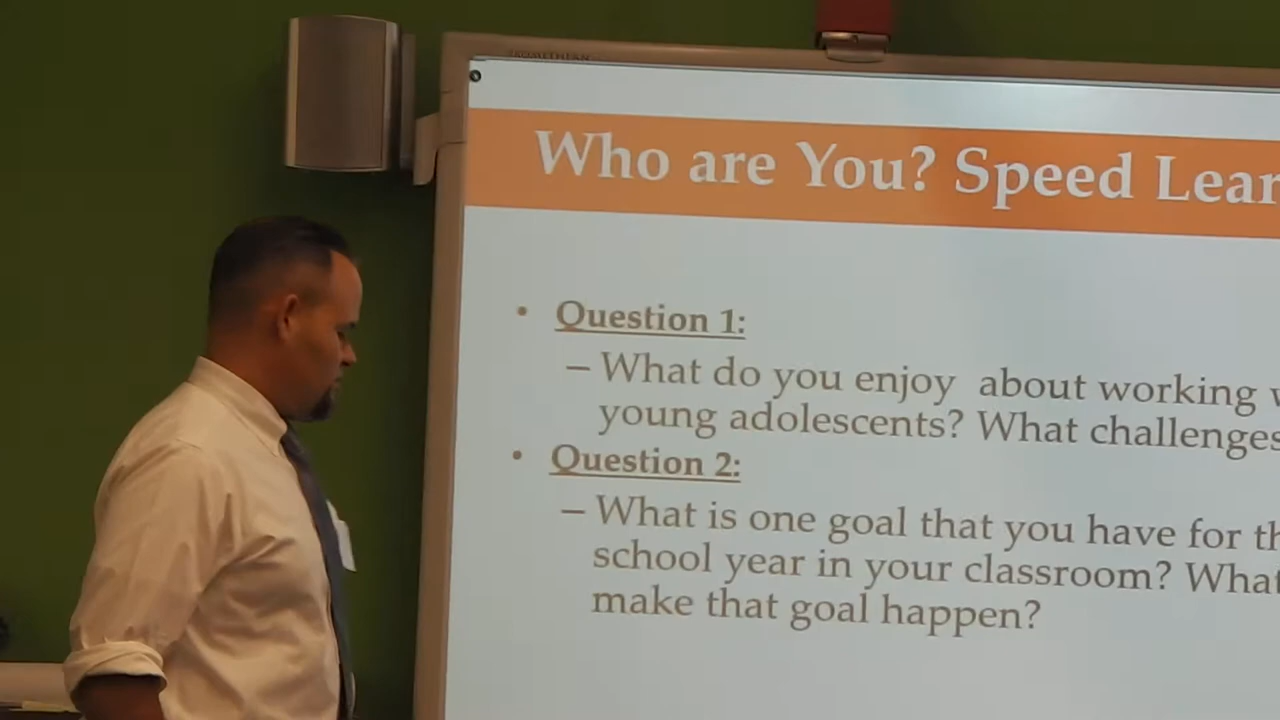 PROMETHEAN
Who are You? Speed Lear
• Question 1:
– What do you enjoy about working w
young adolescents? What challenges
• Question 2:
– What is one goal that you have for th
school year in your classroom? What
make that goal happen?